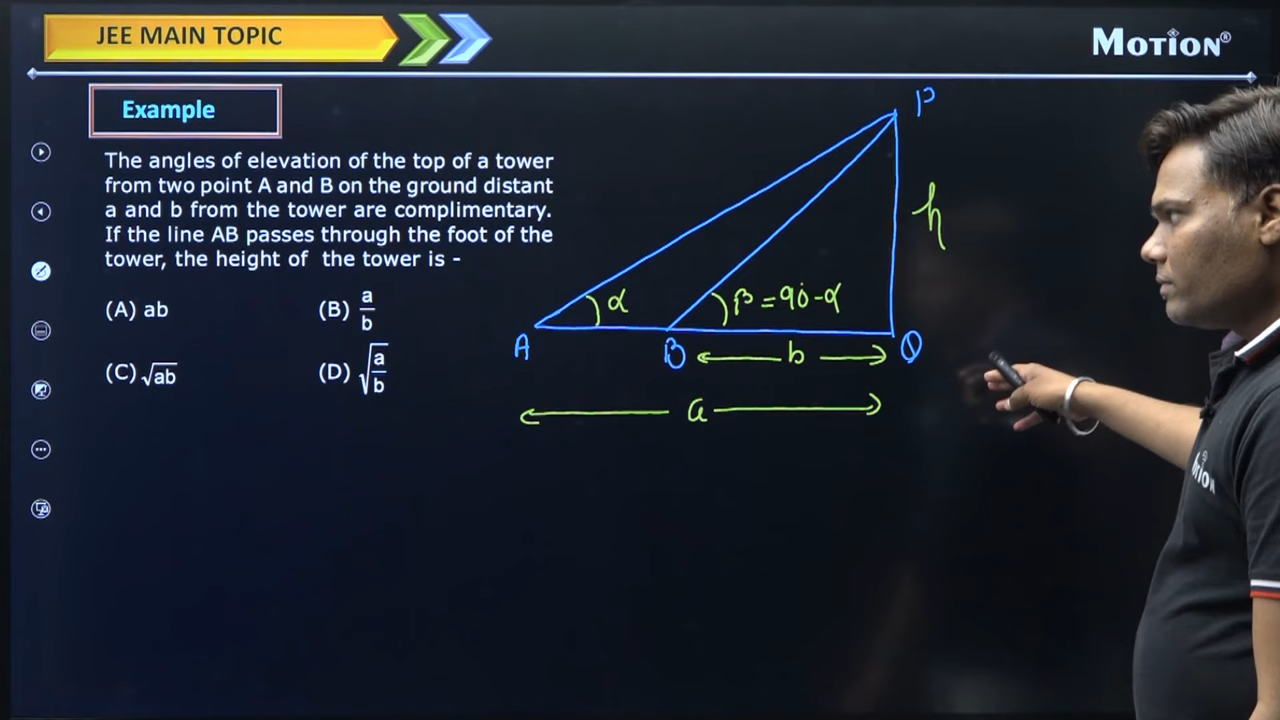 JEE MAIN TOPIC
MOTION®
Example
The angles of elevation of the top of a tower
from two point A and B on the ground distant
a and b from the tower are complimentary.
If the line AB passes through the foot of the
tower, the height of the tower is -
(A) ab
(B) a/b
(C) √ab
(D) √a/b
P
h
α
β = 90° - α
A
B
Q
b
a